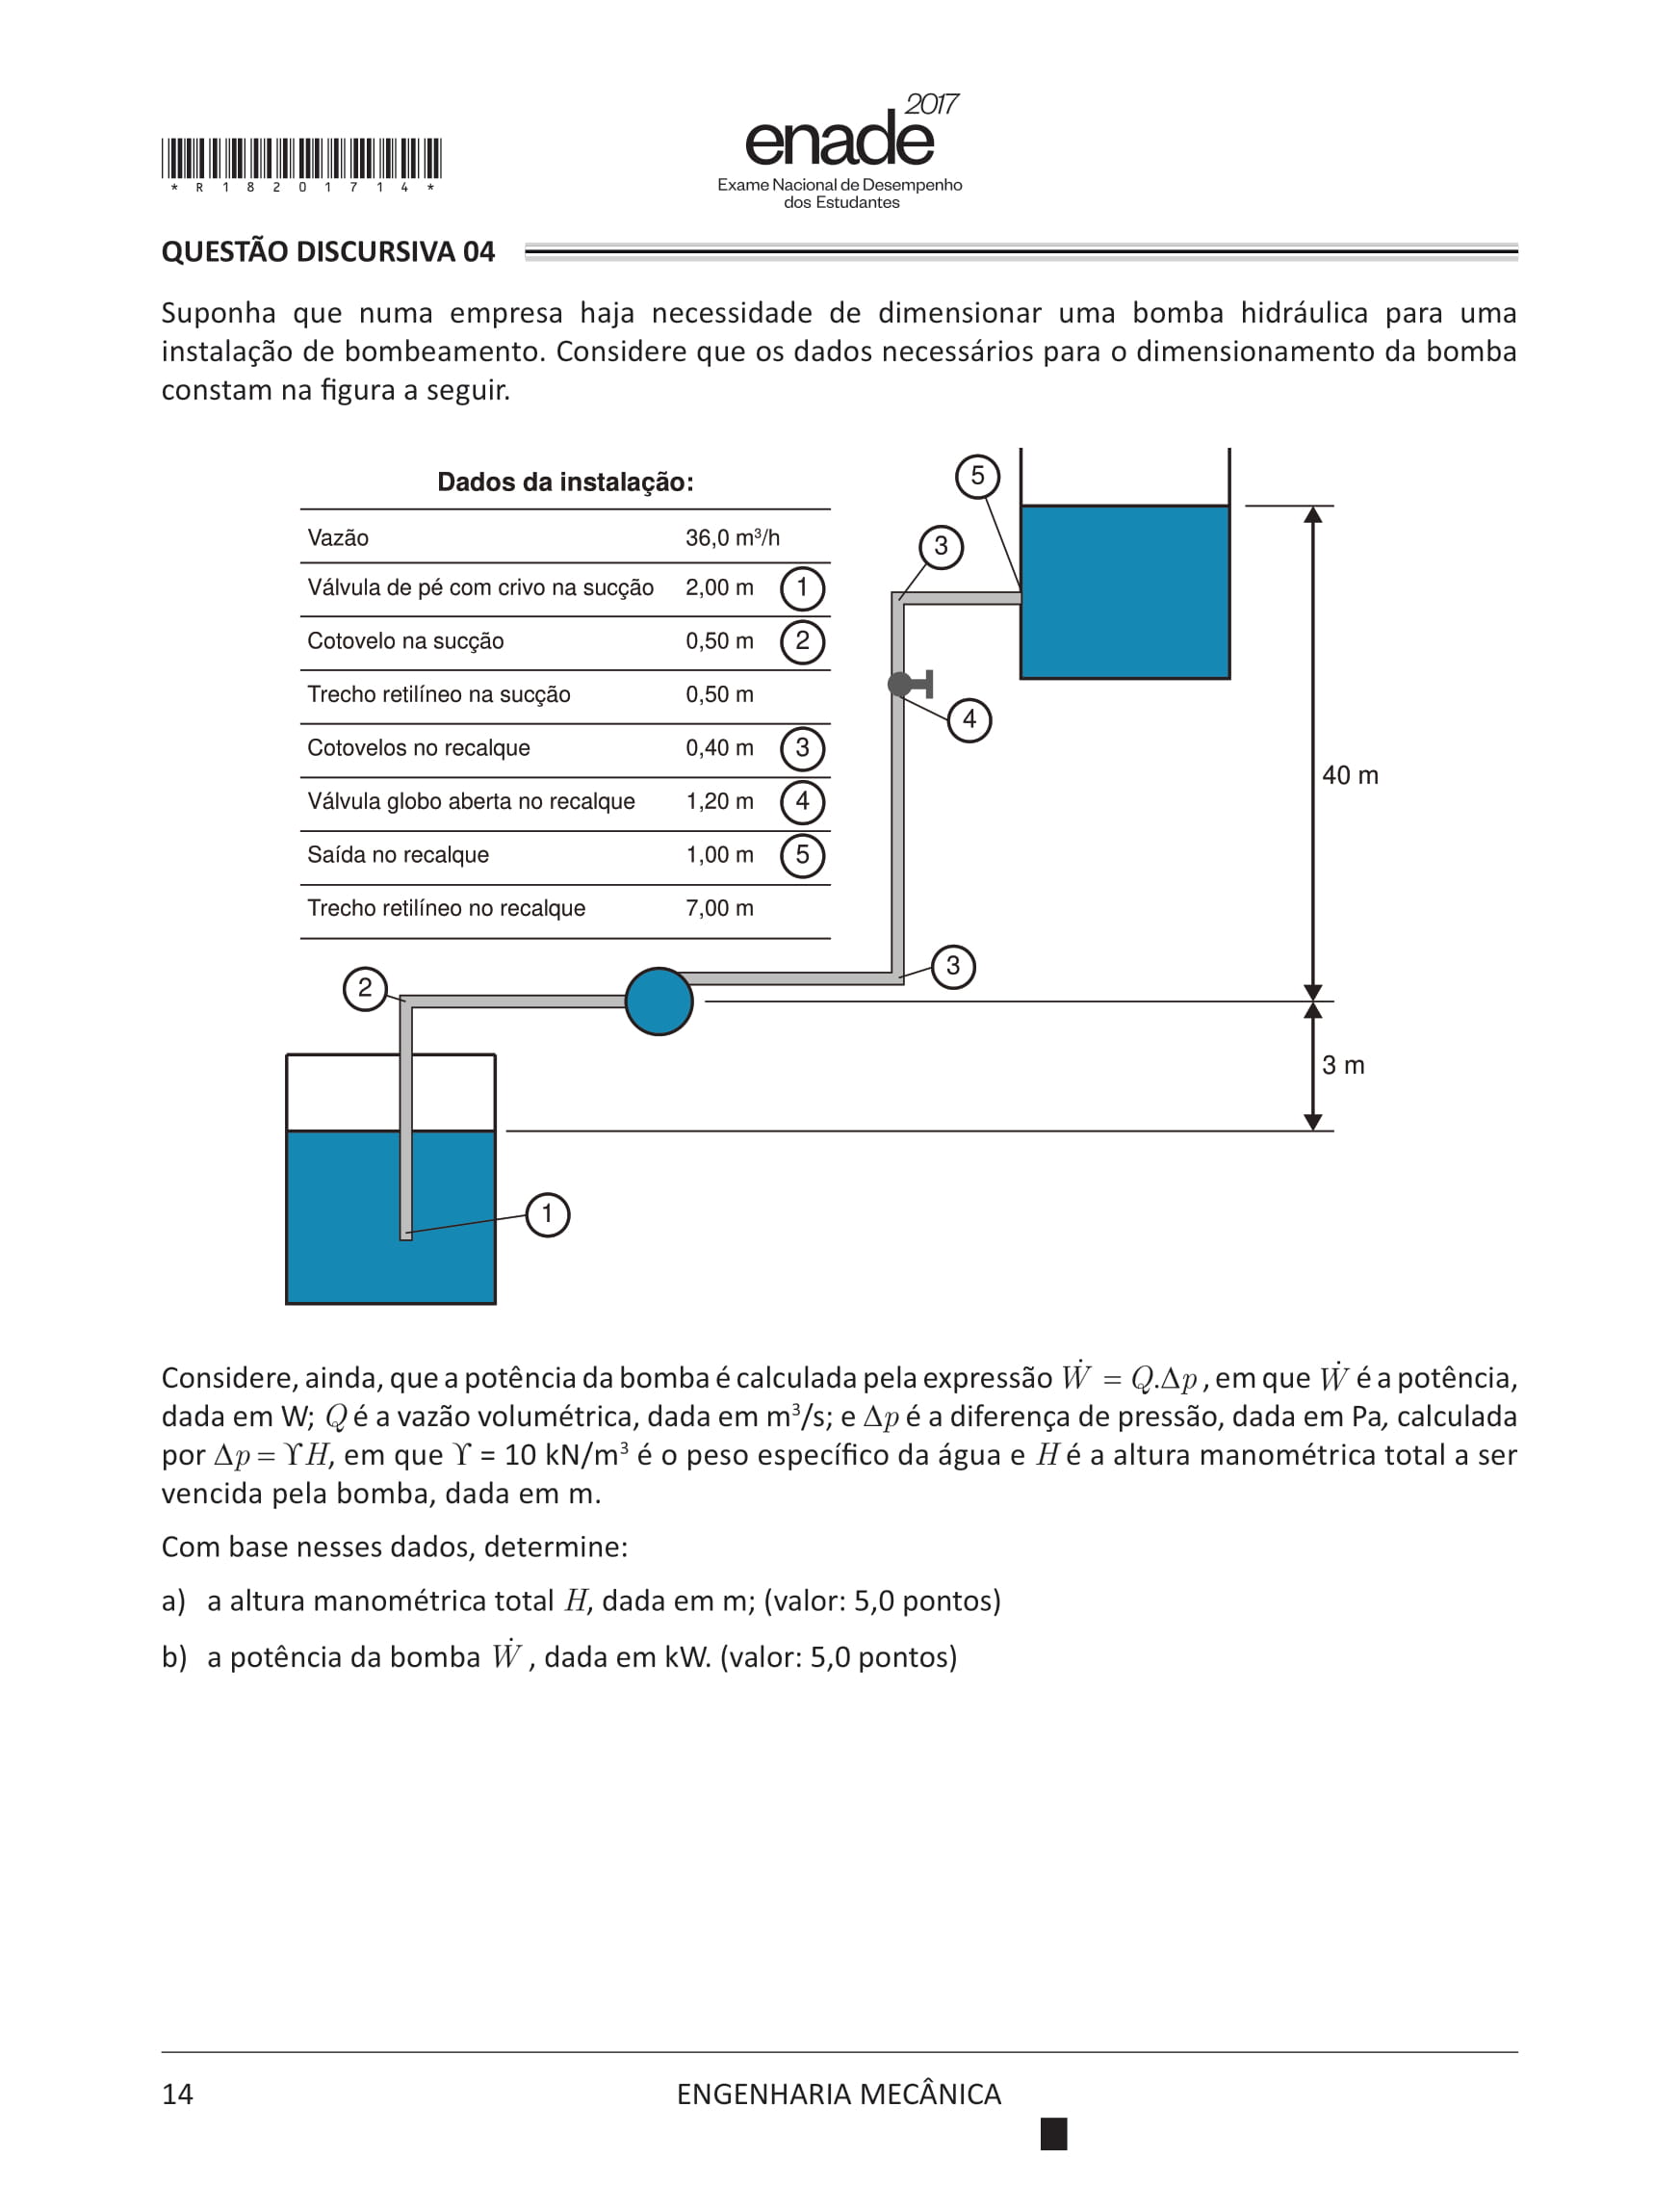 2017
enade
Exame Nacional de Desempenho
dos Estudantes
* R 1 8 2 0 1 7 1 4 *
QUESTÃO DISCURSIVA 04
Suponha que numa empresa haja necessidade de dimensionar uma bomba hidráulica para uma
instalação de bombeamento. Considere que os dados necessários para o dimensionamento da bomba
constam na figura a seguir.
Dados da instalação:
Vazão 36,0 m³/h
Válvula de pé com crivo na sucção 2,00 m 1
Cotovelo na sucção 0,50 m 2
Trecho retilíneo na sucção 0,50 m
Cotovelos no recalque 0,40 m 3
Válvula globo aberta no recalque 1,20 m 4
Saída no recalque 1,00 m 5
Trecho retilíneo no recalque 7,00 m
5
3
4
40 m
3
2
3 m
1
Considere, ainda, que a potência da bomba é calculada pela expressão Ẇ = Q.Δp, em que Ẇ é a potência,
dada em W; Q é a vazão volumétrica, dada em m³/s; e Δp é a diferença de pressão, dada em Pa, calculada
por Δp = ϒH, em que ϒ = 10 kN/m³ é o peso específico da água e H é a altura manométrica total a ser
vencida pela bomba, dada em m.
Com base nesses dados, determine:
a) a altura manométrica total H, dada em m; (valor: 5,0 pontos)
b) a potência da bomba Ẇ , dada em kW. (valor: 5,0 pontos)
14
ENGENHARIA MECÂNICA